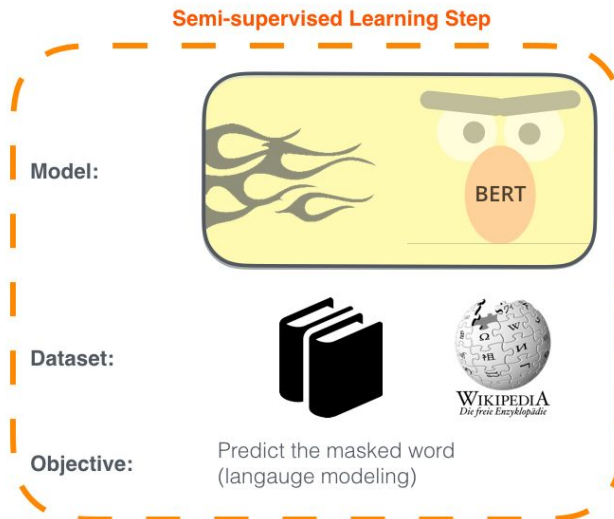 Semi-supervised Learning Step
Model:
BERT
Dataset:
WIKIPEDIA
Die freie Enzyklopädie
Objective:
Predict the masked word
(langauge modeling)